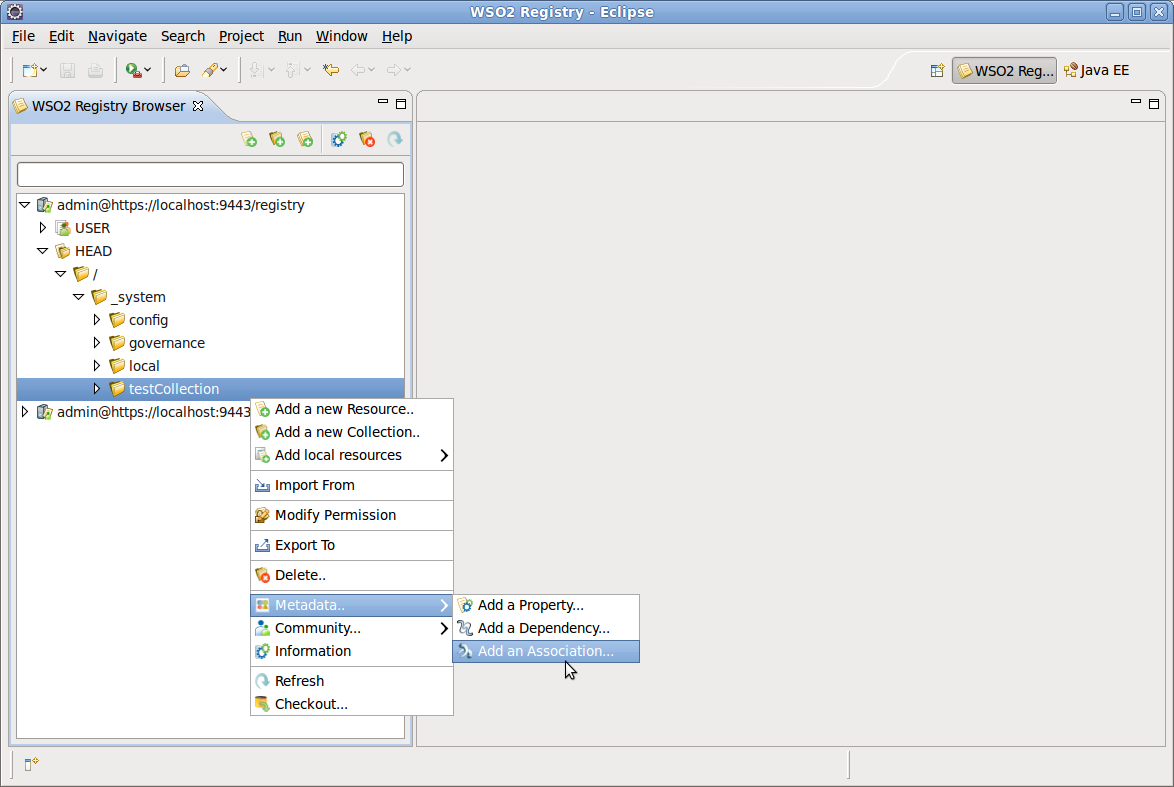 WSO2 Registry - Eclipse
File Edit Navigate Search Project Run Window Help
WSO2 Reg... Java EE
WSO2 Registry Browser
admin@https://localhost:9443/registry
USER
HEAD
/
_system
config
governance
local
testCollection
admin@https://localhost:9443
Add a new Resource..
Add a new Collection..
Add local resources
Import From
Modify Permission
Export To
Delete..
Metadata..
Community...
Information
Refresh
Checkout...
Add a Property...
Add a Dependency...
Add an Association...